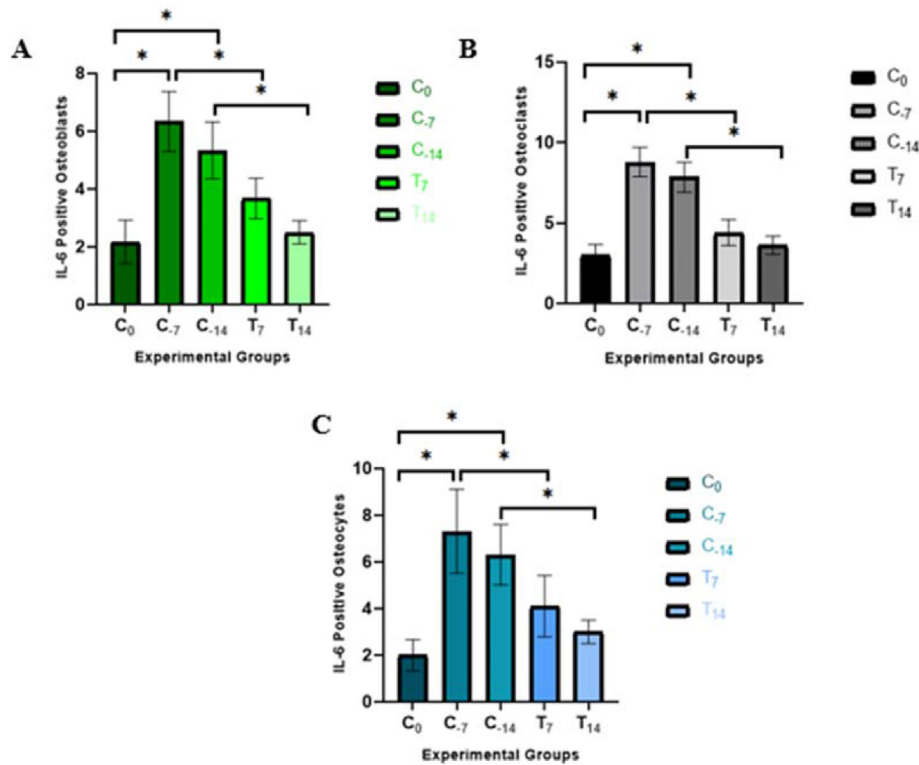 A
IL-6 Positive Osteoblasts
8
6
4
2
0
* 
*
*
*
C₀ C₋₇ C₋₁₄ T₇ T₁₄
Experimental Groups
C₀
C₋₇
C₋₁₄
T₇
T₁₄
B
IL-6 Positive Osteoclasts
15
10
5
0
*
*
*
*
C₀ C₋₇ C₋₁₄ T₇ T₁₄
Experimental Groups
C₀
C₋₇
C₋₁₄
T₇
T₁₄
C
IL-6 Positive Osteocytes
10
8
6
4
2
0
*
*
*
*
C₀ C₋₇ C₋₁₄ T₇ T₁₄
Experimental Groups
C₀
C₋₇
C₋₁₄
T₇
T₁₄